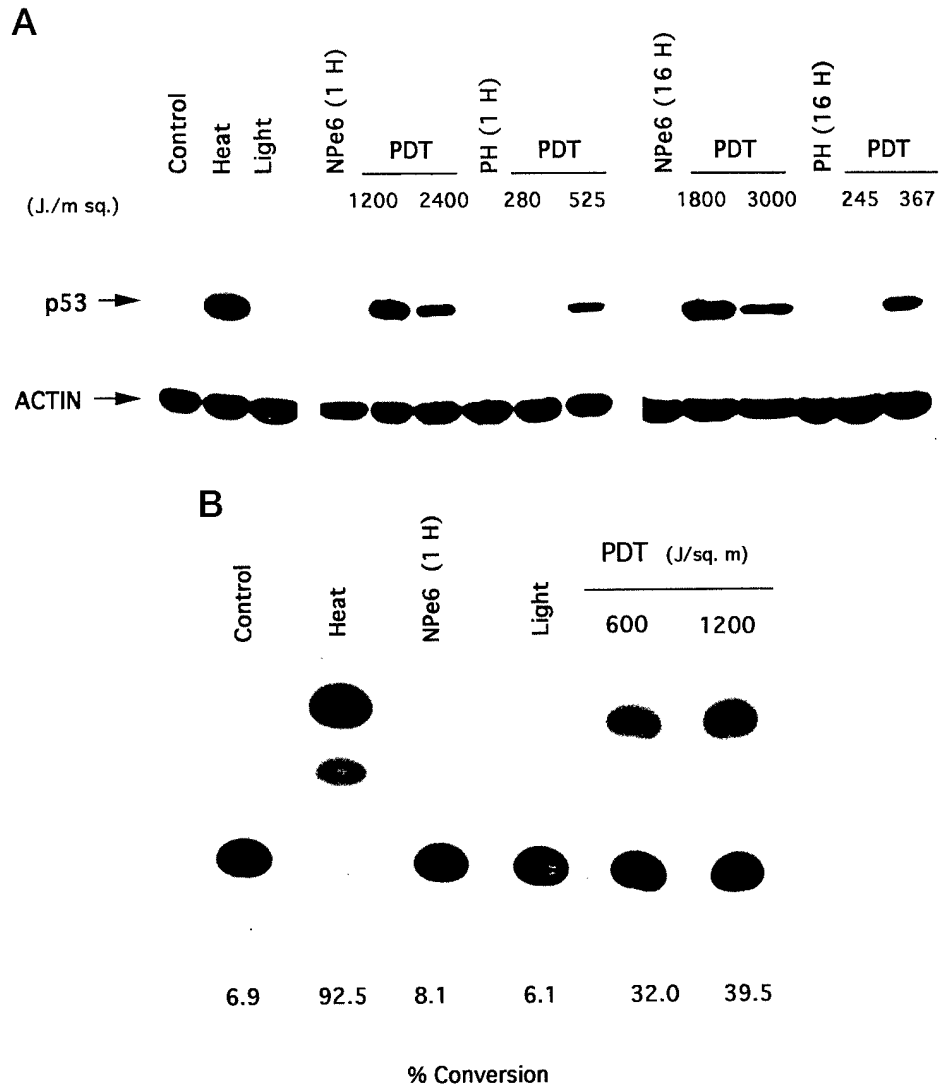 A
Control Heat Light NPe6 (1 H) PDT PH (1 H) PDT NPe6 (16 H) PDT PH (16 H) PDT
(J./m sq.) 1200 2400 280 525 1800 3000 245 367
p53
ACTIN
B
Control Heat NPe6 (1 H) Light PDT (J/sq. m)
600 1200
6.9 92.5 8.1 6.1 32.0 39.5
% Conversion